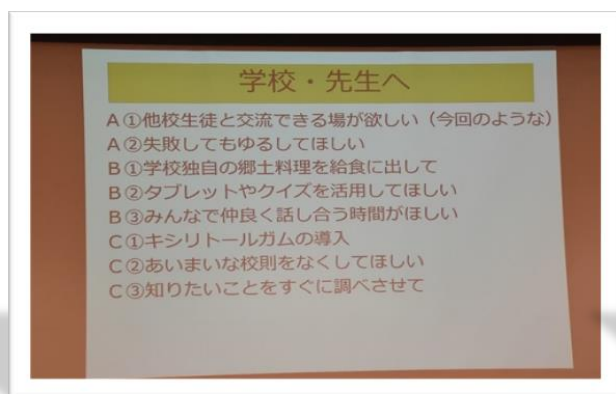 学校・先生へ
A①他校生徒と交流できる場が欲しい（今回のような）
A②失敗してもゆるしてほしい
B①学校独自の郷土料理を給食に出して
B②タブレットやクイズを活用してほしい
B③みんなで仲良く話し合う時間がほしい
C①キシリトールガムの導入
C②あいまいな校則をなくしてほしい
C③知りたいことをすぐに調べさせて